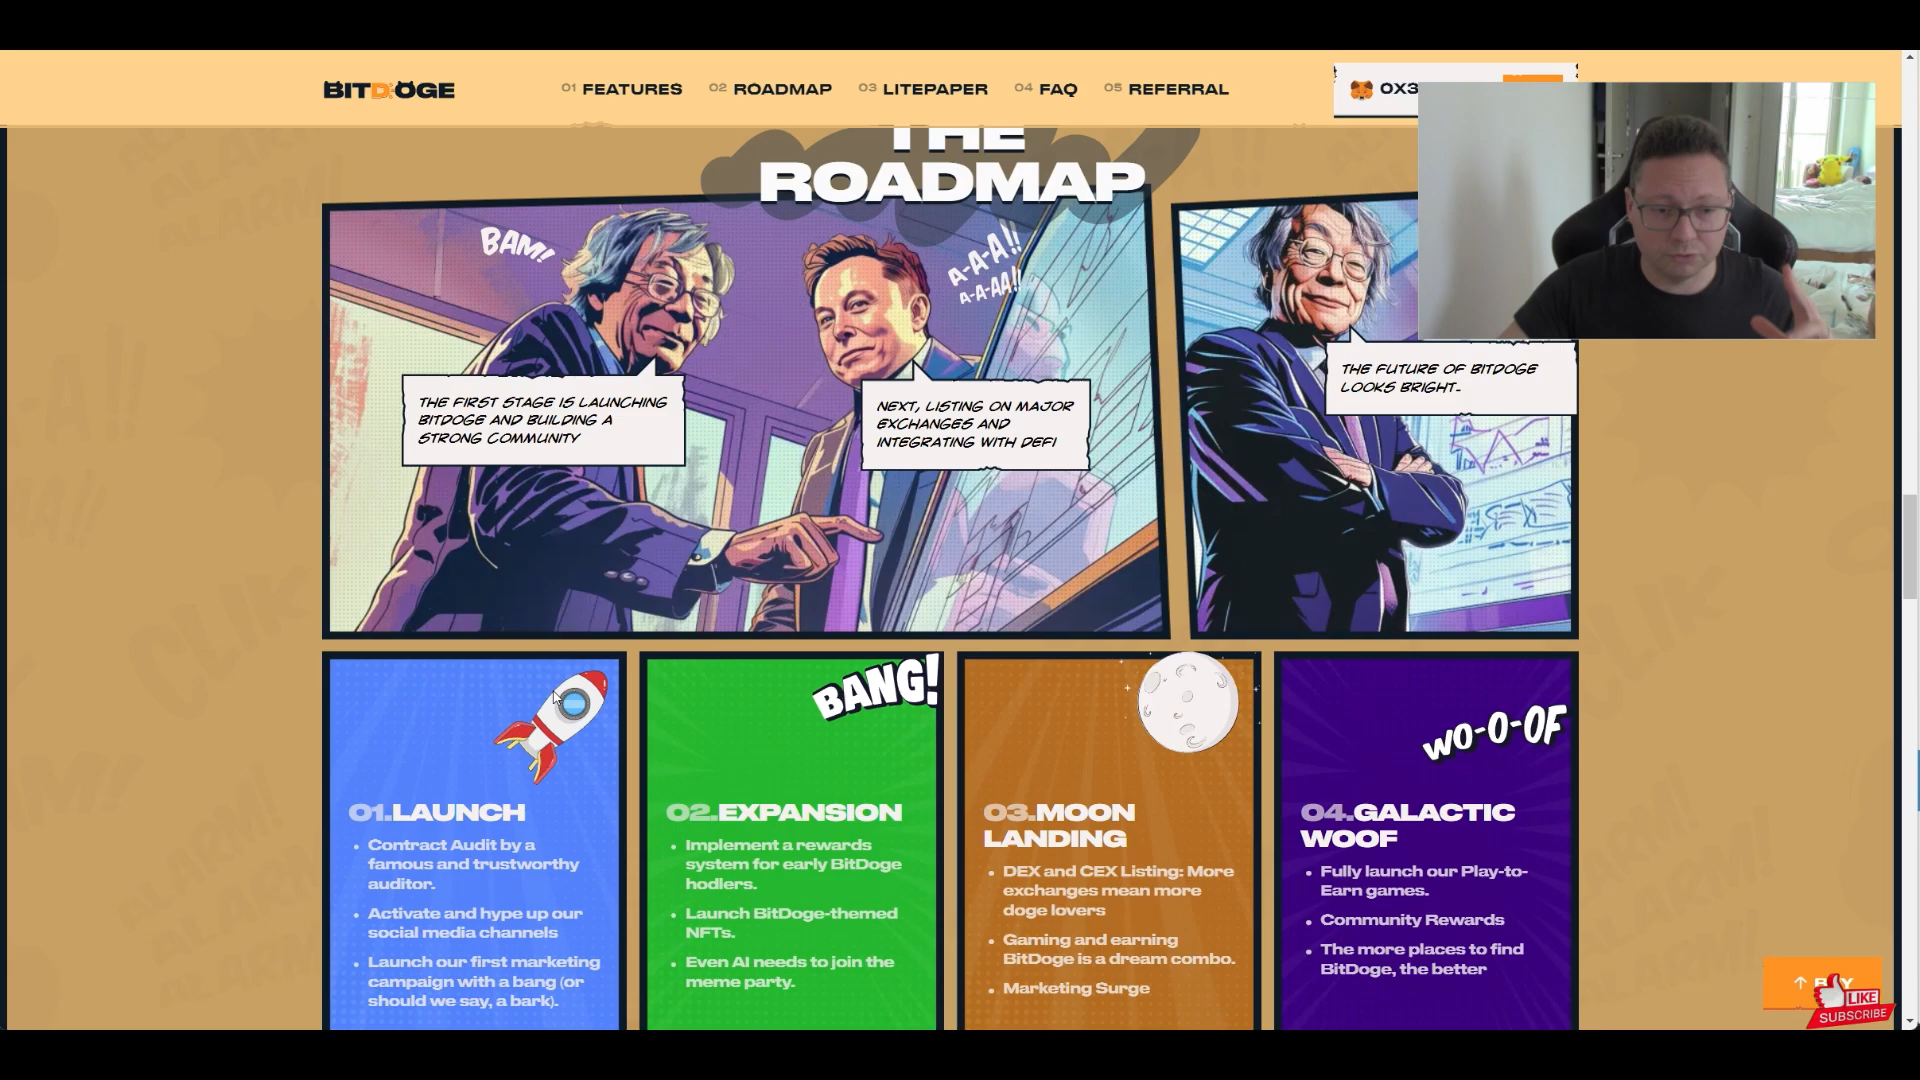 BITDOGE
01 FEATURES
02 ROADMAP
03 LITEPAPER
04 FAQ
05 REFERRAL
0X3
THE
ROADMAP
BAM!
A-A-A!!
A-A-AA!!
THE FIRST STAGE IS LAUNCHING
BITDOGE AND BUILDING A
STRONG COMMUNITY
NEXT, LISTING ON MAJOR
EXCHANGES AND
INTEGRATING WITH DEFI
THE FUTURE OF BITDOGE
LOOKS BRIGHT..
01.LAUNCH
• Contract Audit by a
famous and trustworthy
auditor.
• Activate and hype up our
social media channels
• Launch our first marketing
campaign with a bang (or
should we say, a bark).
BANG!
02.EXPANSION
• Implement a rewards
system for early BitDoge
hodlers.
• Launch BitDoge-themed
NFTs.
• Even AI needs to join the
meme party.
03.MOON
LANDING
• DEX and CEX Listing: More
exchanges mean more
doge lovers
• Gaming and earning
BitDoge is a dream combo.
• Marketing Surge
WO-O-OF
04.GALACTIC
WOOF
• Fully launch our Play-to-
Earn games.
• Community Rewards
• The more places to find
BitDoge, the better
LIKE
SUBSCRIBE